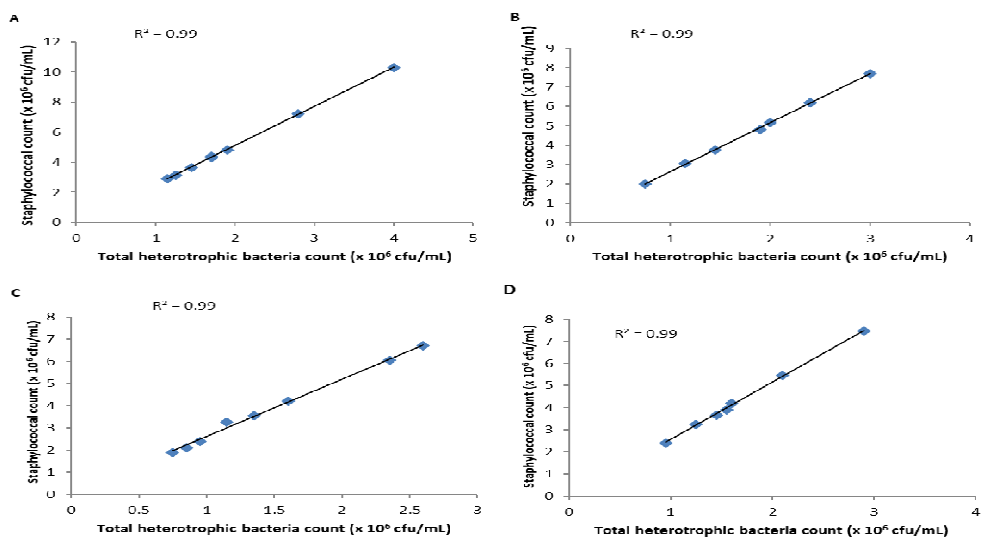 A
R² = 0.99
Staphylococcal count (x 10⁶ cfu/mL)
12
10
8
6
4
2
0
0 1 2 3 4 5
Total heterotrophic bacteria count (x 10⁶ cfu/mL)
B
R² = 0.99
Staphylococcal count (x 10⁶ cfu/mL)
9
8
7
6
5
4
3
2
1
0
0 1 2 3 4
Total heterotrophic bacteria count (x 10⁶ cfu/mL)
C
R² = 0.99
Staphylococcal count (x 10⁶ cfu/mL)
8
7
6
5
4
3
2
1
0
0 0.5 1 1.5 2 2.5 3
Total heterotrophic bacteria count (x 10⁶ cfu/mL)
D
R² = 0.99
Staphylococcal count (x 10⁶ cfu/mL)
8
7
6
5
4
3
2
1
0
0 1 2 3 4
Total heterotrophic bacteria count (x 10⁶ cfu/mL)